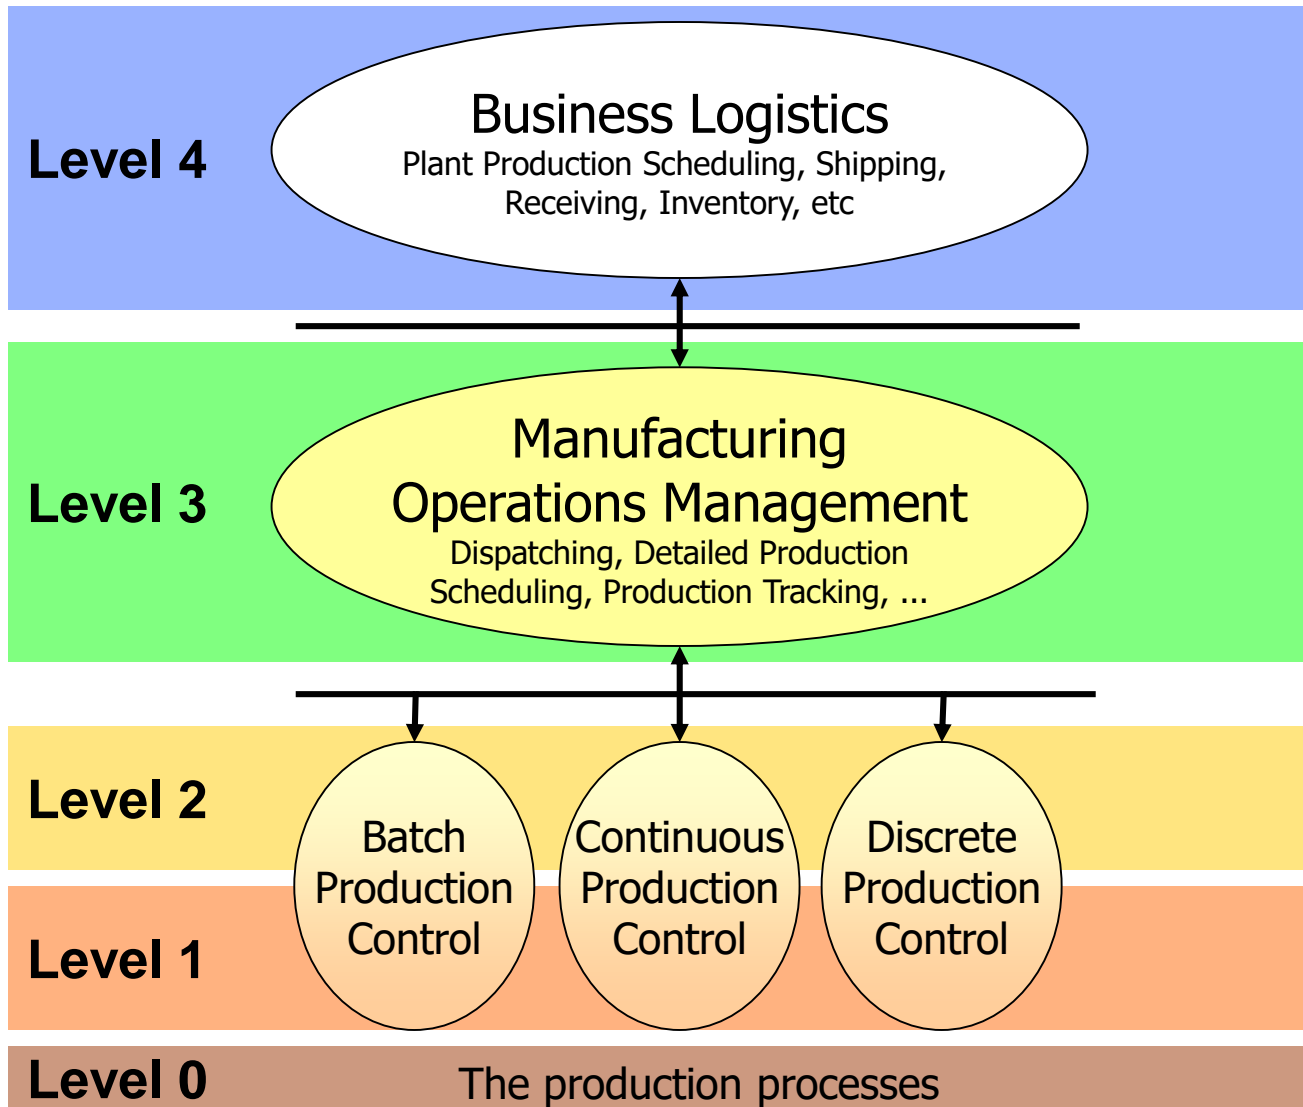 Level 4
Business Logistics
Plant Production Scheduling, Shipping,
Receiving, Inventory, etc
Level 3
Manufacturing
Operations Management
Dispatching, Detailed Production
Scheduling, Production Tracking, ...
Level 2
Level 1
Batch
Production
Control
Continuous
Production
Control
Discrete
Production
Control
Level 0
The production processes